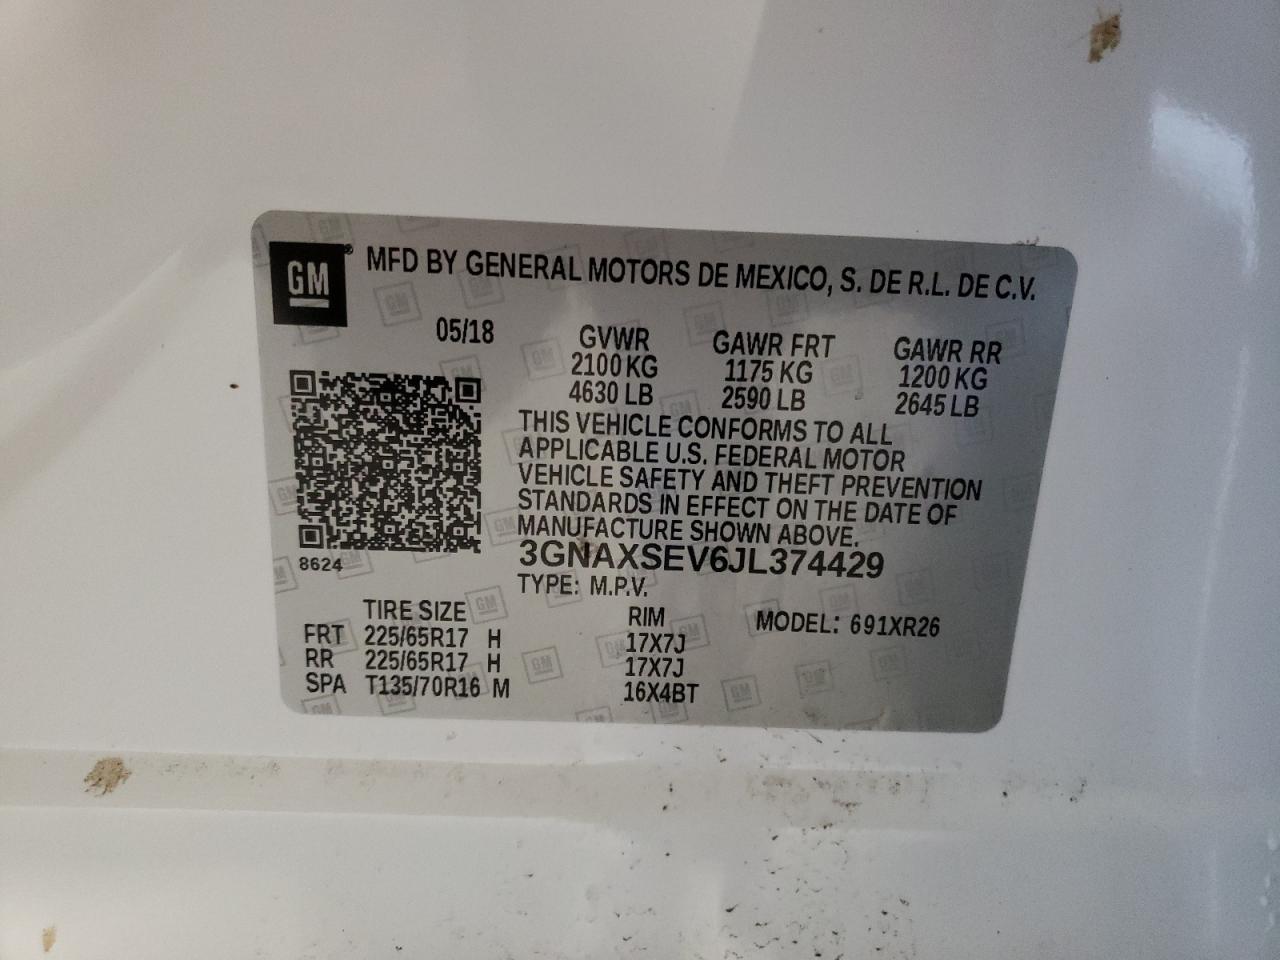 GM
MFD BY GENERAL MOTORS DE MEXICO, S. DE R.L. DE C.V.
05/18 GVWR GAWR FRT GAWR RR
2100 KG 1175 KG 1200 KG
4630 LB 2590 LB 2645 LB
THIS VEHICLE CONFORMS TO ALL
APPLICABLE U.S. FEDERAL MOTOR
VEHICLE SAFETY AND THEFT PREVENTION
STANDARDS IN EFFECT ON THE DATE OF
MANUFACTURE SHOWN ABOVE.
3GNAXSEV6JL374429
8624
TYPE: M.P.V.
TIRE SIZE RIM MODEL: 691XR26
FRT 225/65R17 H 17X7J
RR 225/65R17 H 17X7J
SPA T135/70R16 M 16X4BT